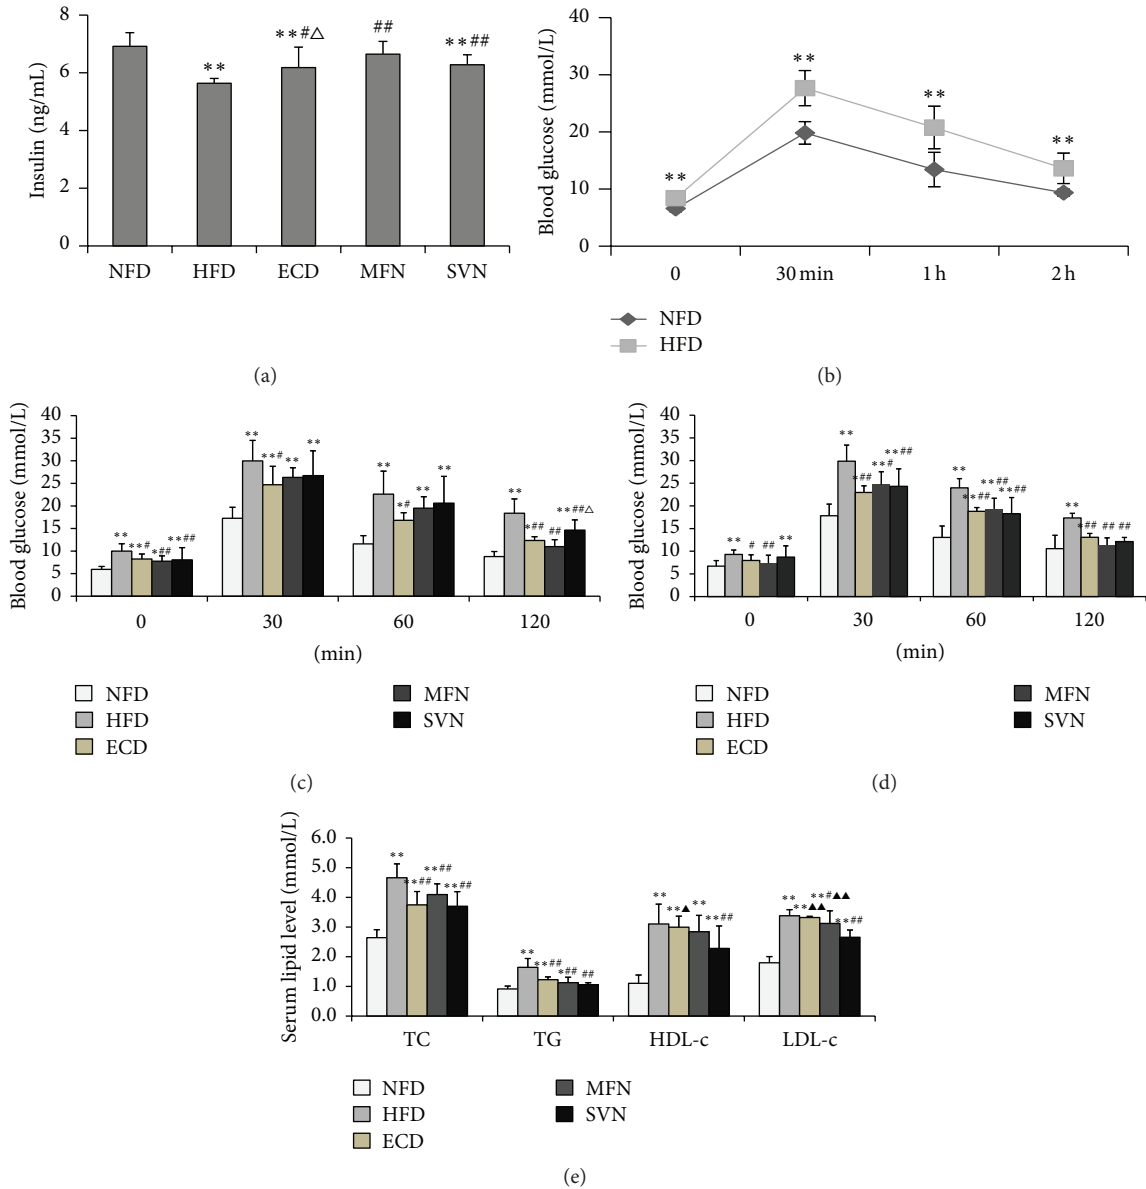 Insulin (ng/mL)
8
6
4
2
0
**
**#△
##
**##
NFD HFD ECD MFN SVN
(a)
Blood glucose (mmol/L)
40
30
20
10
0
**
**
**
**
0 30 min 1 h 2 h
NFD
HFD
(b)
Blood glucose (mmol/L)
40
35
30
25
20
15
10
5
0
** **# *## **##
** **# ** **
** *# ** **
** *## ## **##△
0 30 60 120
(min)
NFD
HFD
ECD
MFN
SVN
(c)
Blood glucose (mmol/L)
40
35
30
25
20
15
10
5
0
** # ## **
** *## **# **##
** **## **## **##
** *## ## ##
0 30 60 120
(min)
NFD
HFD
ECD
MFN
SVN
(d)
Serum lipid level (mmol/L)
6.0
5.0
4.0
3.0
2.0
1.0
0.0
** **## **## **##
** **## *## ##
** **▲ ** **##
** **▲▲ **#▲▲ **##
TC TG HDL-c LDL-c
NFD
HFD
ECD
MFN
SVN
(e)